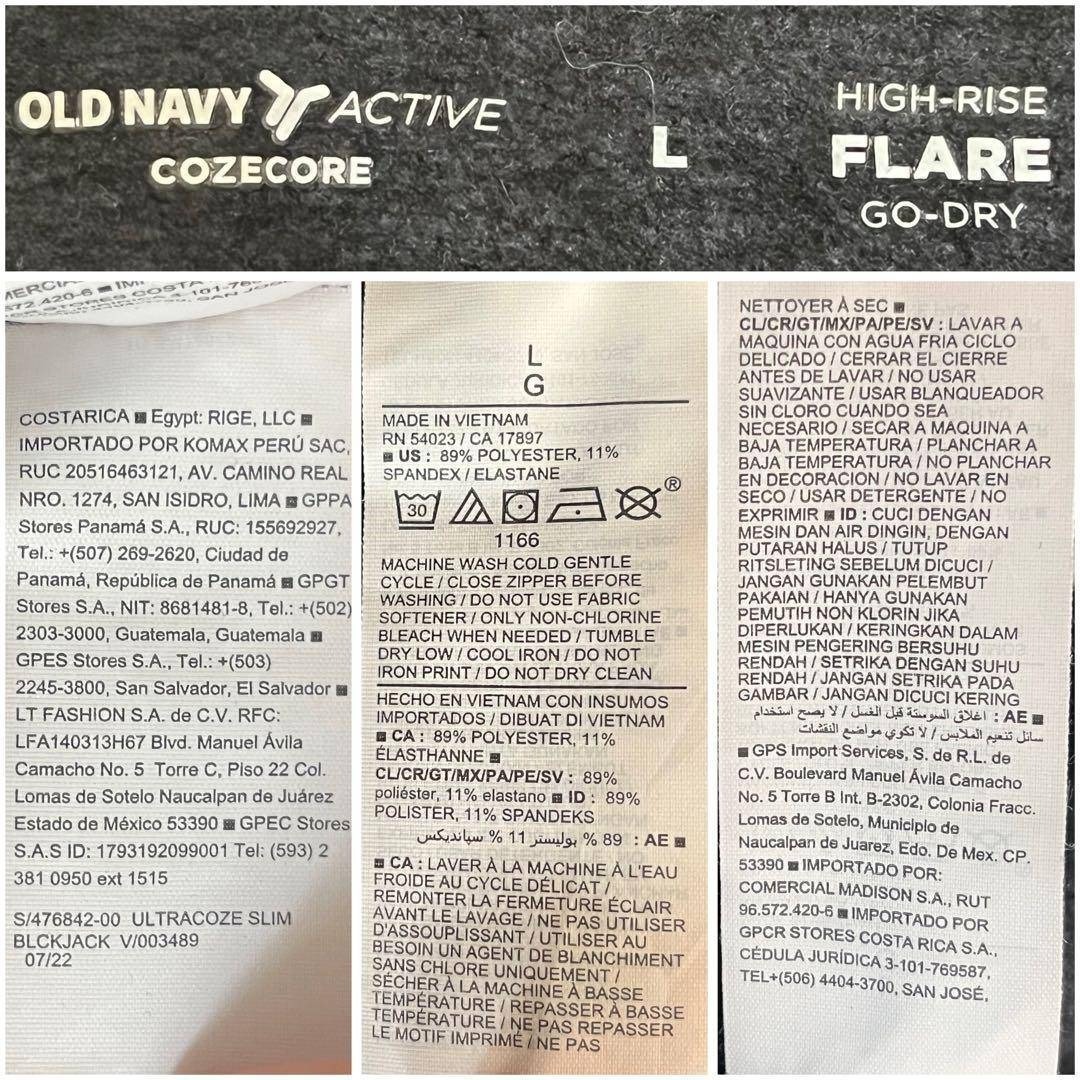 OLD NAVY ACTIVE
COZECORE
L
HIGH-RISE
FLARE
GO-DRY
572.420-6 ■
STORES COSTA
COSTARICA ■ Egypt: RIGE, LLC ■
IMPORTADO POR KOMAX PERÚ SAC,
RUC 20516463121, AV. CAMINO REAL
NRO. 1274, SAN ISIDRO, LIMA ■ GPPA
Stores Panamá S.A., RUC: 155692927,
Tel.: +(507) 269-2620, Ciudad de
Panamá, República de Panamá ■ GPGT
Stores S.A., NIT: 8681481-8, Tel.: +(502)
2303-3000, Guatemala, Guatemala ■
GPES Stores S.A., Tel.: +(503)
2245-3800, San Salvador, El Salvador ■
LT FASHION S.A. de C.V. RFC:
LFA140313H67 Blvd. Manuel Ávila
Camacho No. 5 Torre C, Piso 22 Col.
Lomas de Sotelo Naucalpan de Juárez
Estado de México 53390 ■ GPEC Stores
S.A.S ID: 1793192099001 Tel: (593) 2
381 0950 ext 1515
S/476842-00 ULTRACOZE SLIM
BLCKJACK V/003489
07/22
L
G
MADE IN VIETNAM
RN 54023 / CA 17897
■ US : 89% POLYESTER, 11%
SPANDEX / ELASTANE
30 ®
1166
MACHINE WASH COLD GENTLE
CYCLE / CLOSE ZIPPER BEFORE
WASHING / DO NOT USE FABRIC
SOFTENER / ONLY NON-CHLORINE
BLEACH WHEN NEEDED / TUMBLE
DRY LOW / COOL IRON / DO NOT
IRON PRINT / DO NOT DRY CLEAN
HECHO EN VIETNAM CON INSUMOS
IMPORTADOS / DIBUAT DI VIETNAM
■ CA : 89% POLYESTER, 11%
ÉLASTHANNE ■
CL/CR/GT/MX/PA/PE/SV : 89%
poliéster, 11% elastano ■ ID : 89%
POLISTER, 11% SPANDEKS
■ AE : 89 % بوليستر 11 % سباندیکس
■ CA : LAVER À LA MACHINE À L'EAU
FROIDE AU CYCLE DÉLICAT /
REMONTER LA FERMETURE ÉCLAIR
AVANT LE LAVAGE / NE PAS UTILISER
D'ASSOUPLISSANT / UTILISER AU
BESOIN UN AGENT DE BLANCHIMENT
SANS CHLORE UNIQUEMENT /
SÉCHER À LA MACHINE À BASSE
TEMPÉRATURE / REPASSER À BASSE
TEMPÉRATURE / NE PAS REPASSER
LE MOTIF IMPRIMÉ / NE PAS
NETTOYER À SEC ■
CL/CR/GT/MX/PA/PE/SV : LAVAR A
MAQUINA CON AGUA FRIA CICLO
DELICADO / CERRAR EL CIERRE
ANTES DE LAVAR / NO USAR
SUAVIZANTE / USAR BLANQUEADOR
SIN CLORO CUANDO SEA
NECESARIO / SECAR A MAQUINA A
BAJA TEMPERATURA / PLANCHAR A
BAJA TEMPERATURA / NO PLANCHAR
EN DECORACION / NO LAVAR EN
SECO / USAR DETERGENTE / NO
EXPRIMIR ■ ID : CUCI DENGAN
MESIN DAN AIR DINGIN, DENGAN
PUTARAN HALUS / TUTUP
RITSLETING SEBELUM DICUCI /
JANGAN GUNAKAN PELEMBUT
PAKAIAN / HANYA GUNAKAN
PEMUTIH NON KLORIN JIKA
DIPERLUKAN / KERINGKAN DALAM
MESIN PENGERING BERSUHU
RENDAH / SETRIKA DENGAN SUHU
RENDAH / JANGAN SETRIKA PADA
GAMBAR / JANGAN DICUCI KERING
■ AE : اغلاق السوستة قبل الغسل / لا يصح استخدام
سائل تنعيم الملابس / لا تكوي مواضع النقشات
■ GPS Import Services, S. de R.L. de
C.V. Boulevard Manuel Ávila Camacho
No. 5 Torre B Int. B-2302, Colonia Fracc.
Lomas de Sotelo, Municipio de
Naucalpan de Juarez, Edo. De Mex. CP.
53390 ■ IMPORTADO POR:
COMERCIAL MADISON S.A., RUT
96.572.420-6 ■ IMPORTADO POR
GPCR STORES COSTA RICA S.A.,
CÉDULA JURÍDICA 3-101-769587,
TEL+(506) 4404-3700, SAN JOSÉ,